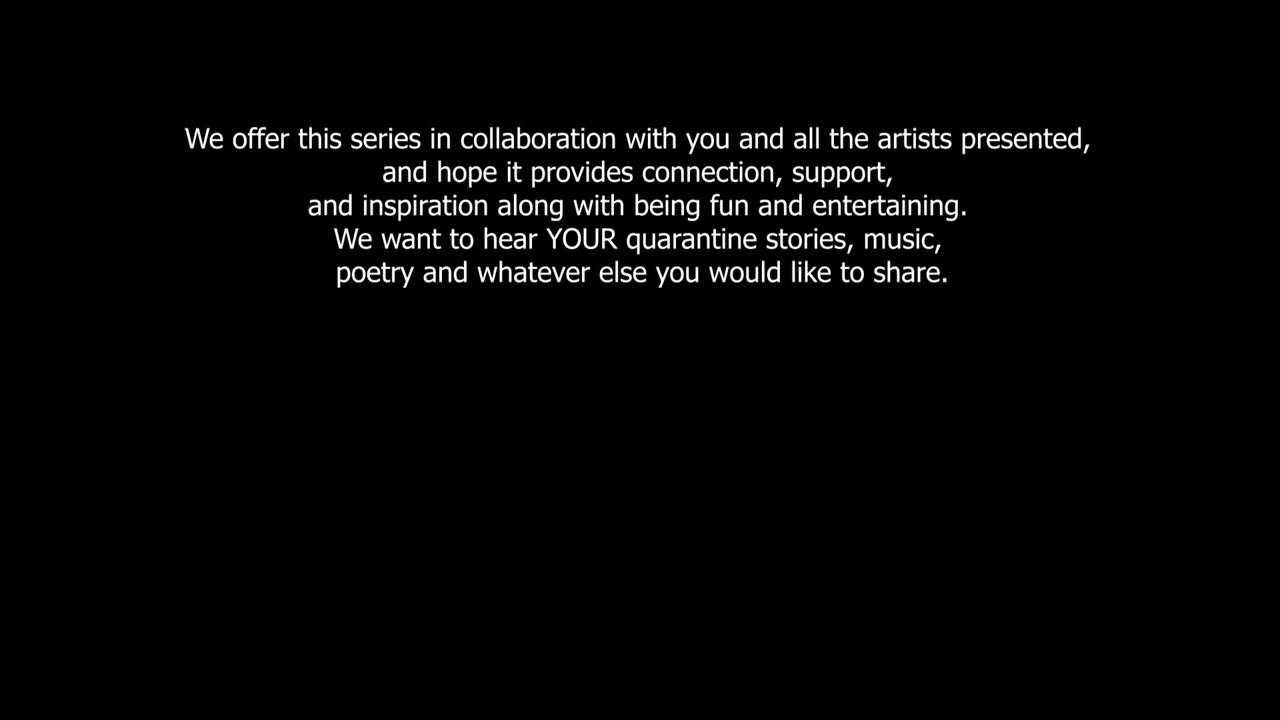 We offer this series in collaboration with you and all the artists presented,
and hope it provides connection, support,
and inspiration along with being fun and entertaining.
We want to hear YOUR quarantine stories, music,
poetry and whatever else you would like to share.